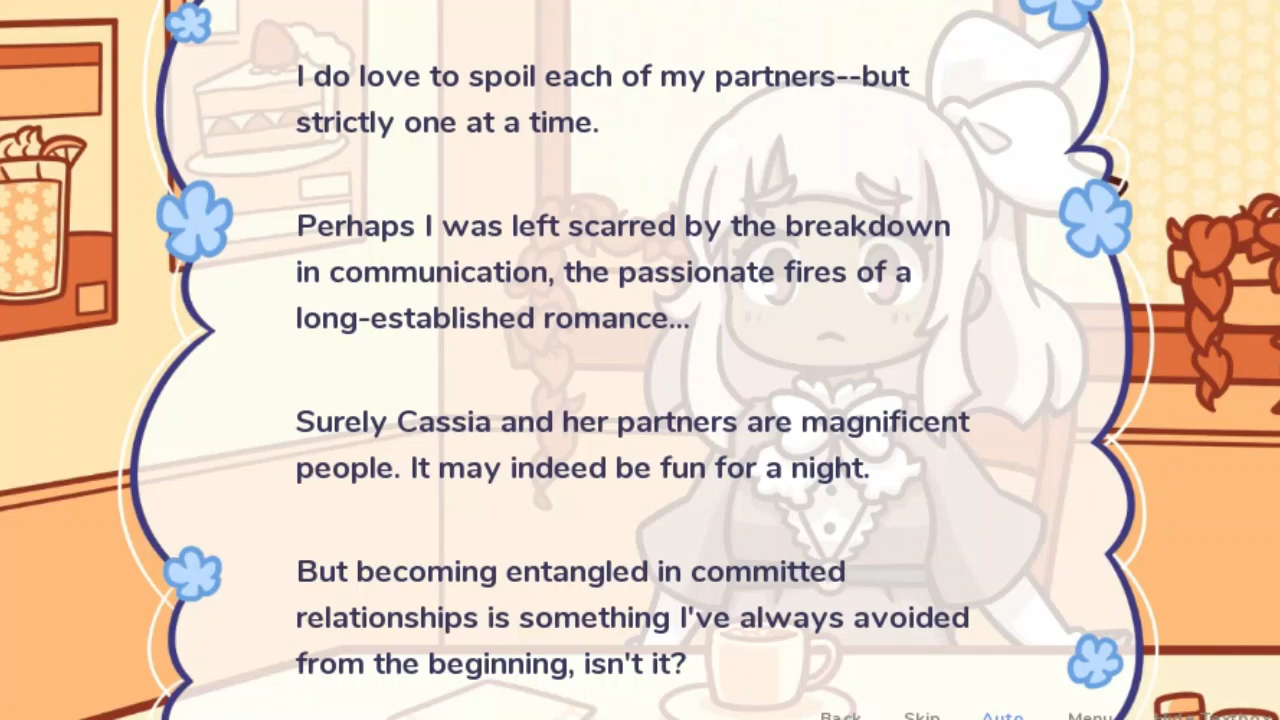 I do love to spoil each of my partners--but
strictly one at a time.
Perhaps I was left scarred by the breakdown
in communication, the passionate fires of a
long-established romance...
Surely Cassia and her partners are magnificent
people. It may indeed be fun for a night.
But becoming entangled in committed
relationships is something I've always avoided
from the beginning, isn't it?
Back Skip Auto Menu